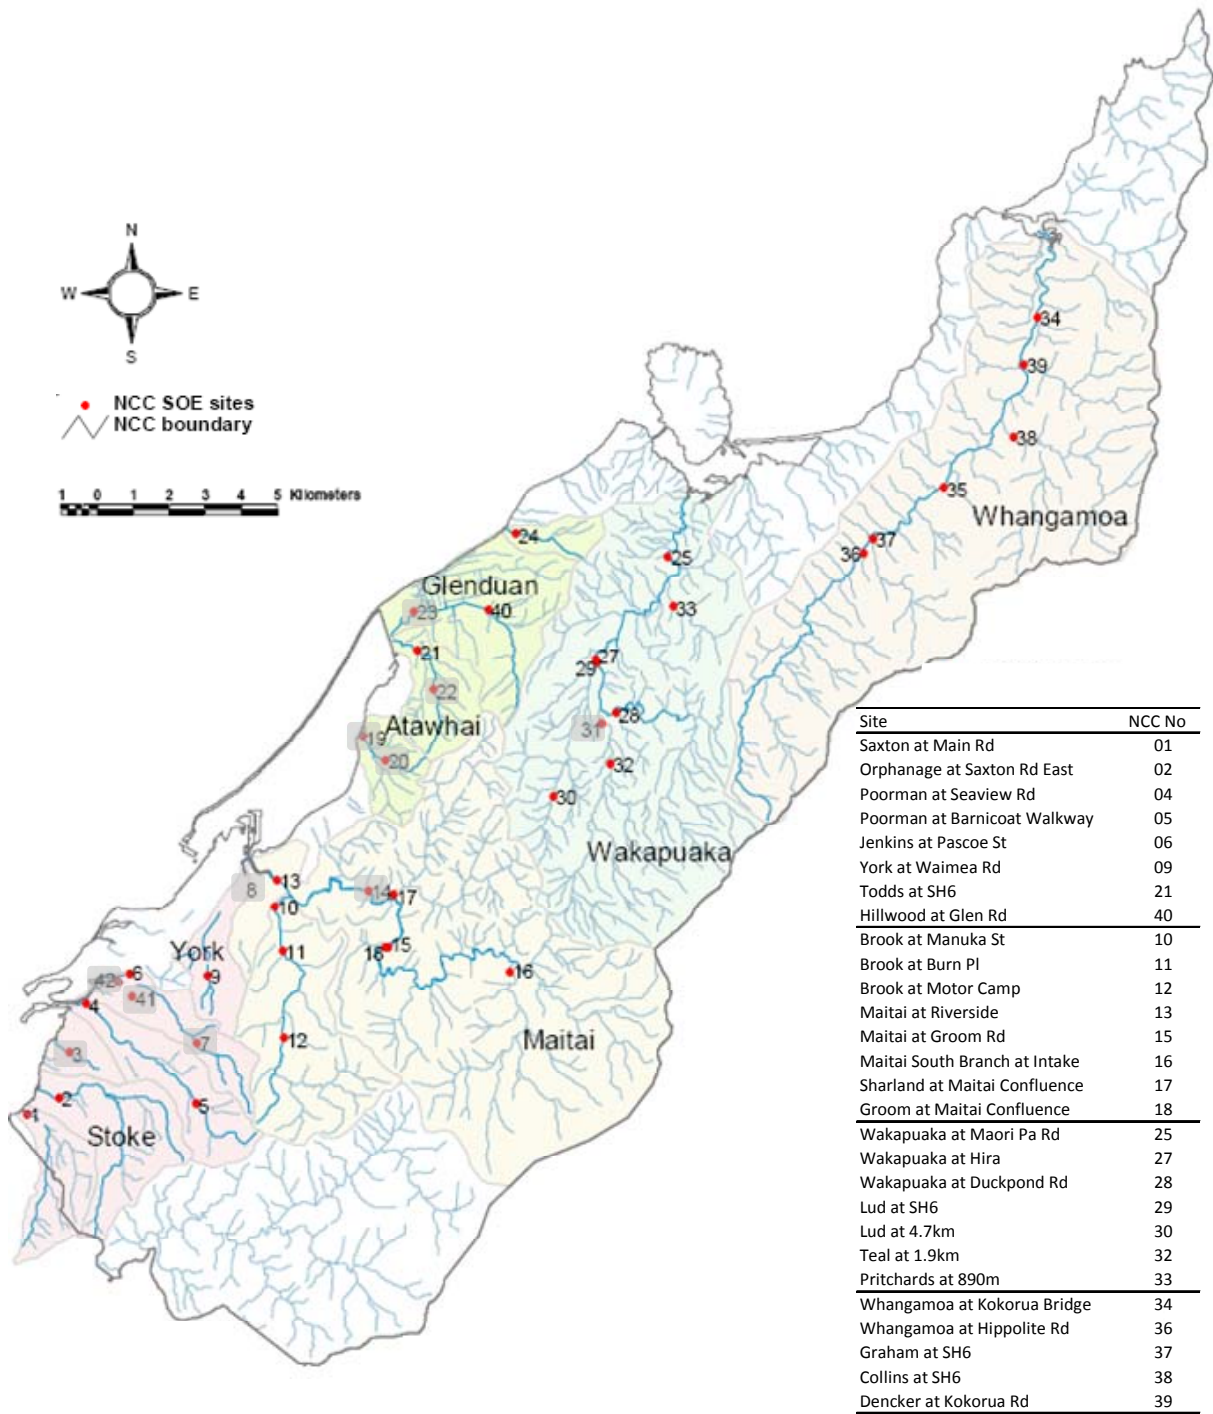 N
W E
S
NCC SOE sites
NCC boundary
1 0 1 2 3 4 5 Kilometers
34
39
38
35
Whangamoa
37
36
24
25
Glenduan
23
40
33
21
27
29
22
28
31
Atawhai
19
20
32
30
Wakapuaka
13
8
14
17
10
York
11
18
15
16
42
6
9
41
4
12
Maitai
7
3
2
5
1
Stoke
Site NCC No
Saxton at Main Rd 01
Orphanage at Saxton Rd East 02
Poorman at Seaview Rd 04
Poorman at Barnicoat Walkway 05
Jenkins at Pascoe St 06
York at Waimea Rd 09
Todds at SH6 21
Hillwood at Glen Rd 40
Brook at Manuka St 10
Brook at Burn Pl 11
Brook at Motor Camp 12
Maitai at Riverside 13
Maitai at Groom Rd 15
Maitai South Branch at Intake 16
Sharland at Maitai Confluence 17
Groom at Maitai Confluence 18
Wakapuaka at Maori Pa Rd 25
Wakapuaka at Hira 27
Wakapuaka at Duckpond Rd 28
Lud at SH6 29
Lud at 4.7km 30
Teal at 1.9km 32
Pritchards at 890m 33
Whangamoa at Kokorua Bridge 34
Whangamoa at Hippolite Rd 36
Graham at SH6 37
Collins at SH6 38
Dencker at Kokorua Rd 39